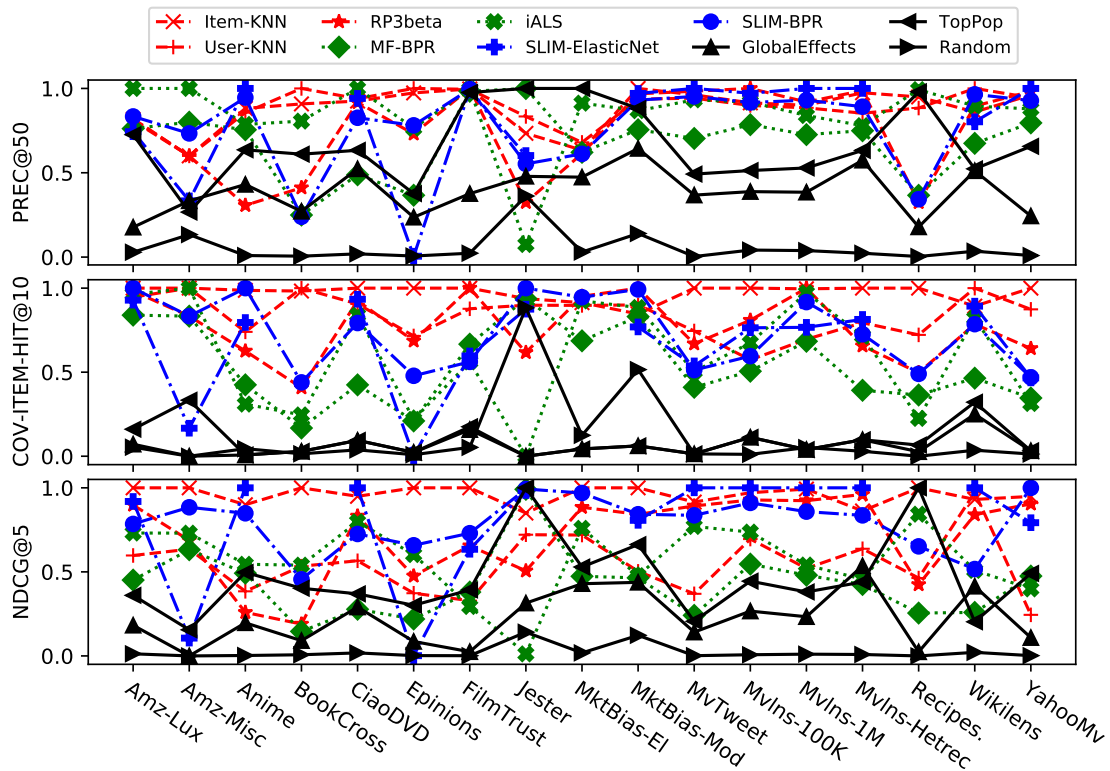 Item-KNN
User-KNN
RP3beta
MF-BPR
iALS
SLIM-ElasticNet
SLIM-BPR
GlobalEffects
TopPop
Random
PREC@50
1.0
0.5
0.0
COV-ITEM-HIT@10
1.0
0.5
0.0
NDCG@5
1.0
0.5
0.0
Amz-Lux
Amz-Misc
Anime
BookCross
CiaoDVD
Epinions
FilmTrust
Jester
MktBias-El
MktBias-Mod
MvTweet
Mvlns-100K
Mvlns-1M
Mvlns-Hetrec
Recipes.
Wikilens
YahooMv